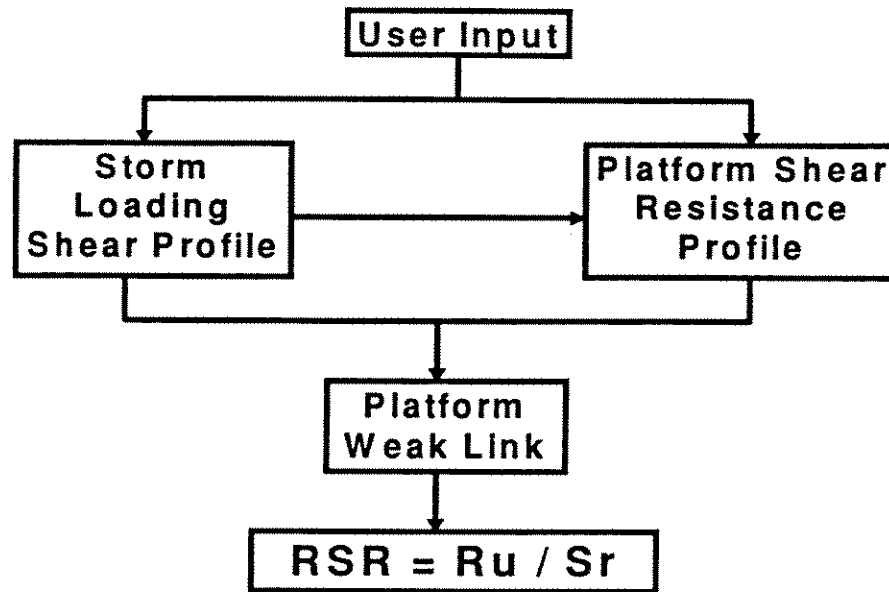 User Input
Storm
Loading
Shear Profile
Platform Shear
Resistance
Profile
Platform
Weak Link
RSR = Ru / Sr